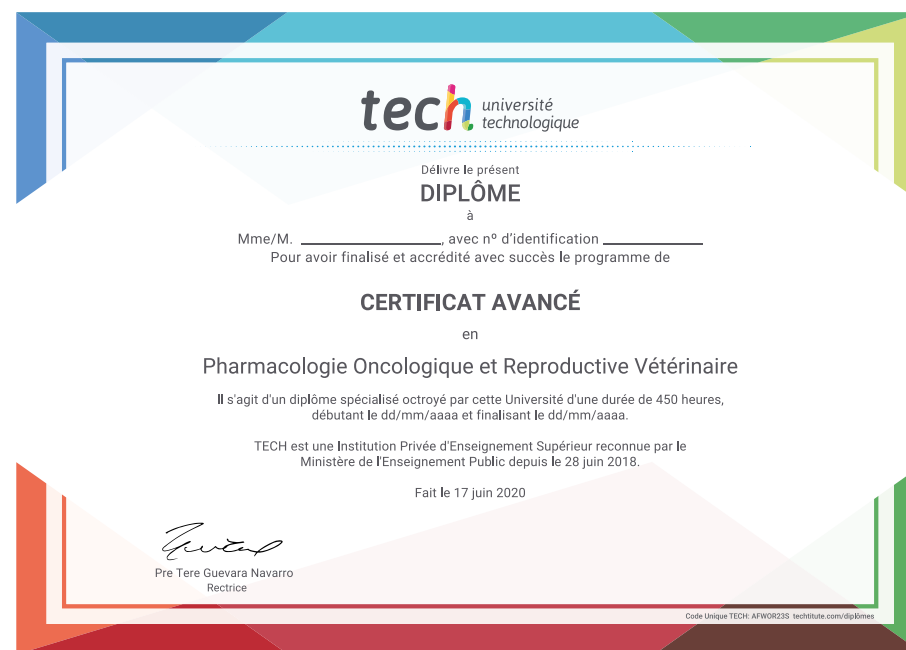 tech université
technologique
Délivre le présent
DIPLÔME
à
Mme/M. ____________________, avec nº d'identification ______________
Pour avoir finalisé et accrédité avec succès le programme de
CERTIFICAT AVANCÉ
en
Pharmacologie Oncologique et Reproductive Vétérinaire
Il s'agit d'un diplôme spécialisé octroyé par cette Université d'une durée de 450 heures,
débutant le dd/mm/aaaa et finalisant le dd/mm/aaaa.
TECH est une Institution Privée d'Enseignement Supérieur reconnue par le
Ministère de l'Enseignement Public depuis le 28 juin 2018.
Fait le 17 juin 2020
Pre Tere Guevara Navarro
Rectrice
Code Unique TECH: AFWOR23S techtitute.com/diplômes